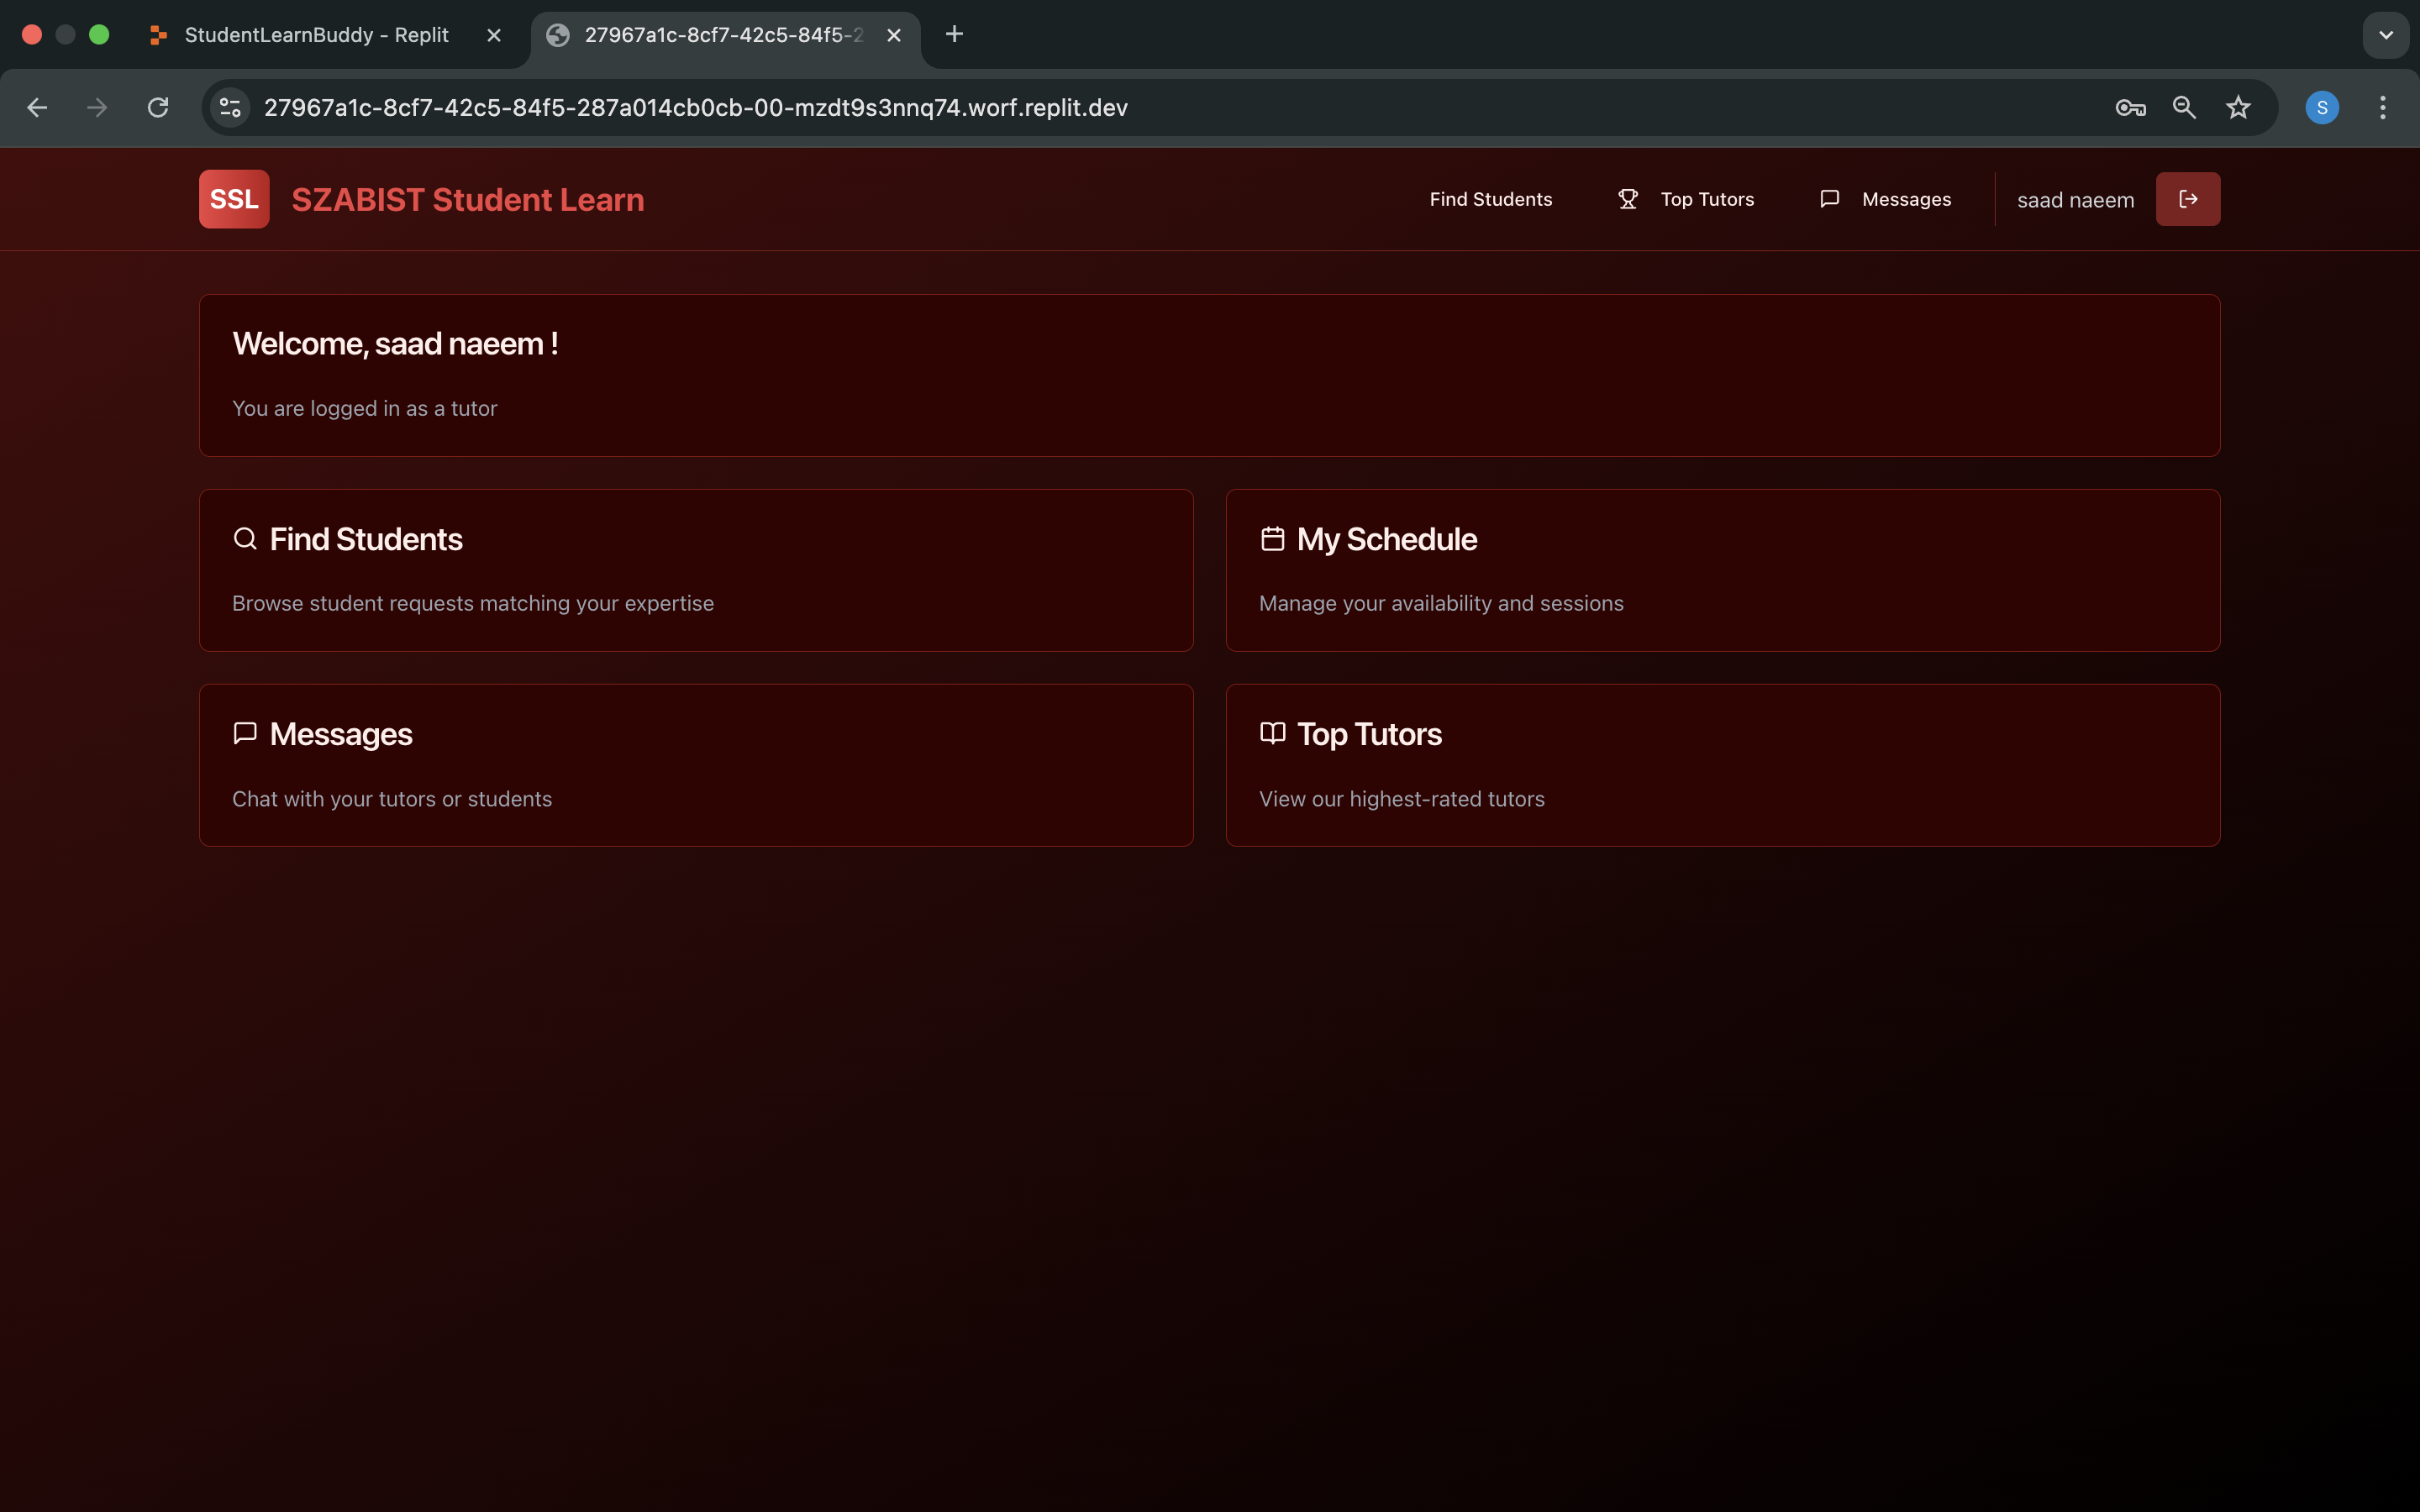 StudentLearnBuddy - Replit
27967a1c-8cf7-42c5-84f5-2
27967a1c-8cf7-42c5-84f5-287a014cb0cb-00-mzdt9s3nnq74.worf.replit.dev
S
SSL
SZABIST Student Learn
Find Students
Top Tutors
Messages
saad naeem
Welcome, saad naeem !
You are logged in as a tutor
Find Students
Browse student requests matching your expertise
My Schedule
Manage your availability and sessions
Messages
Chat with your tutors or students
Top Tutors
View our highest-rated tutors